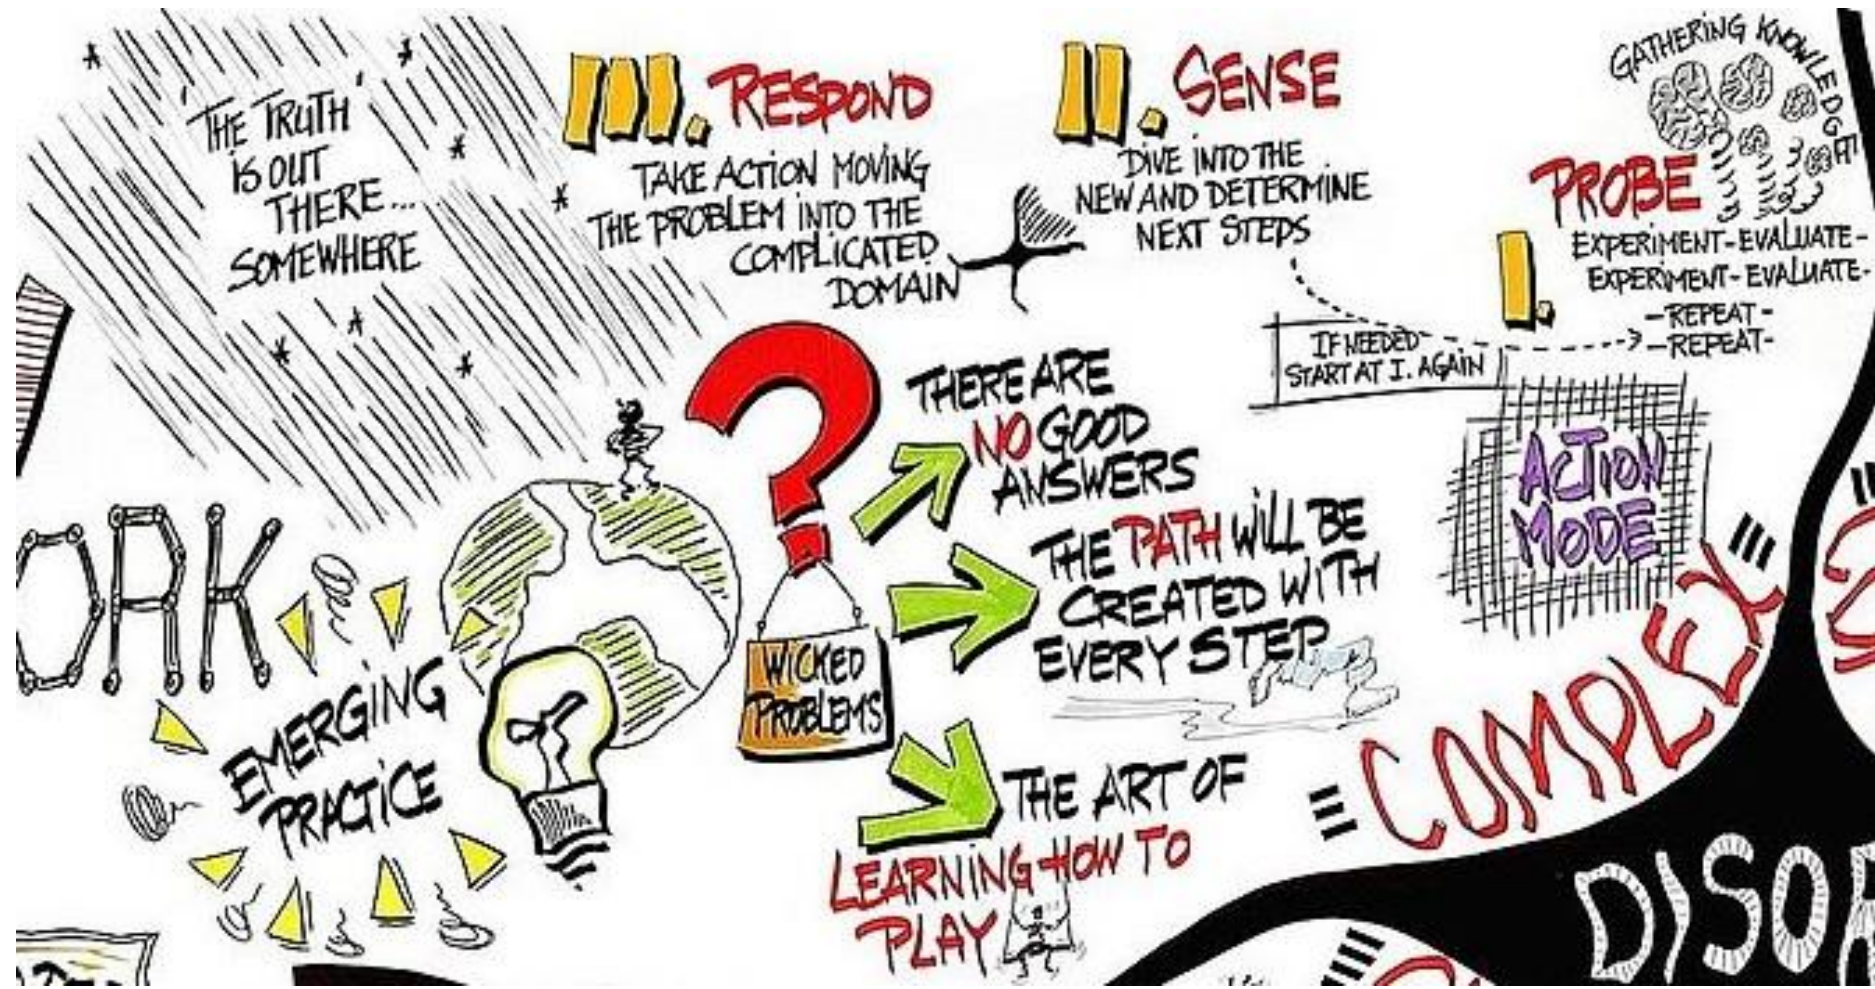 'THE TRUTH'
IS OUT
THERE...
SOMEWHERE
III. RESPOND
TAKE ACTION MOVING
THE PROBLEM INTO THE
COMPLICATED
DOMAIN
II. SENSE
DIVE INTO THE
NEW AND DETERMINE
NEXT STEPS
GATHERING KNOWLEDGE
I. PROBE
EXPERIMENT-EVALUATE-
EXPERIMENT-EVALUATE-
-REPEAT-
-REPEAT-
IF NEEDED
START AT I. AGAIN
ACTION
MODE
THERE ARE
NO GOOD
ANSWERS
THE PATH WILL BE
CREATED WITH
EVERY STEP
WICKED
PROBLEMS
THE ART OF
LEARNING HOW TO
PLAY
ORK
EMERGING
PRACTICE
=COMPLEX=
DISO